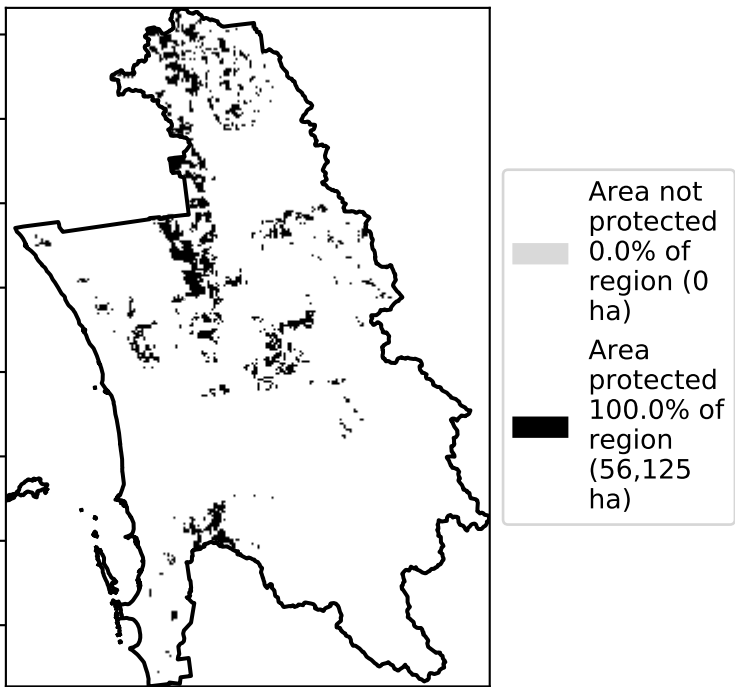 Area not
protected
0.0% of
region (0
ha)
Area
protected
100.0% of
region
(56,125
ha)